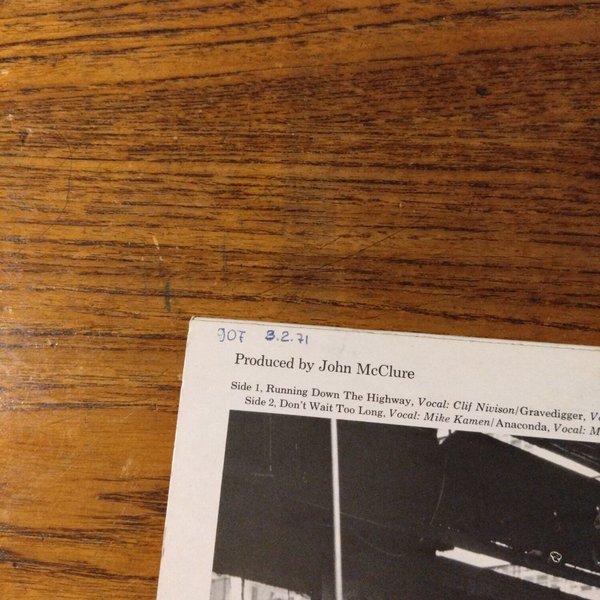 907 3.2.71
Produced by John McClure
Side 1, Running Down The Highway, Vocal: Clif Nivison/Gravedigger,
Side 2, Don't Wait Too Long, Vocal: Mike Kamen/Anaconda, Vocal: